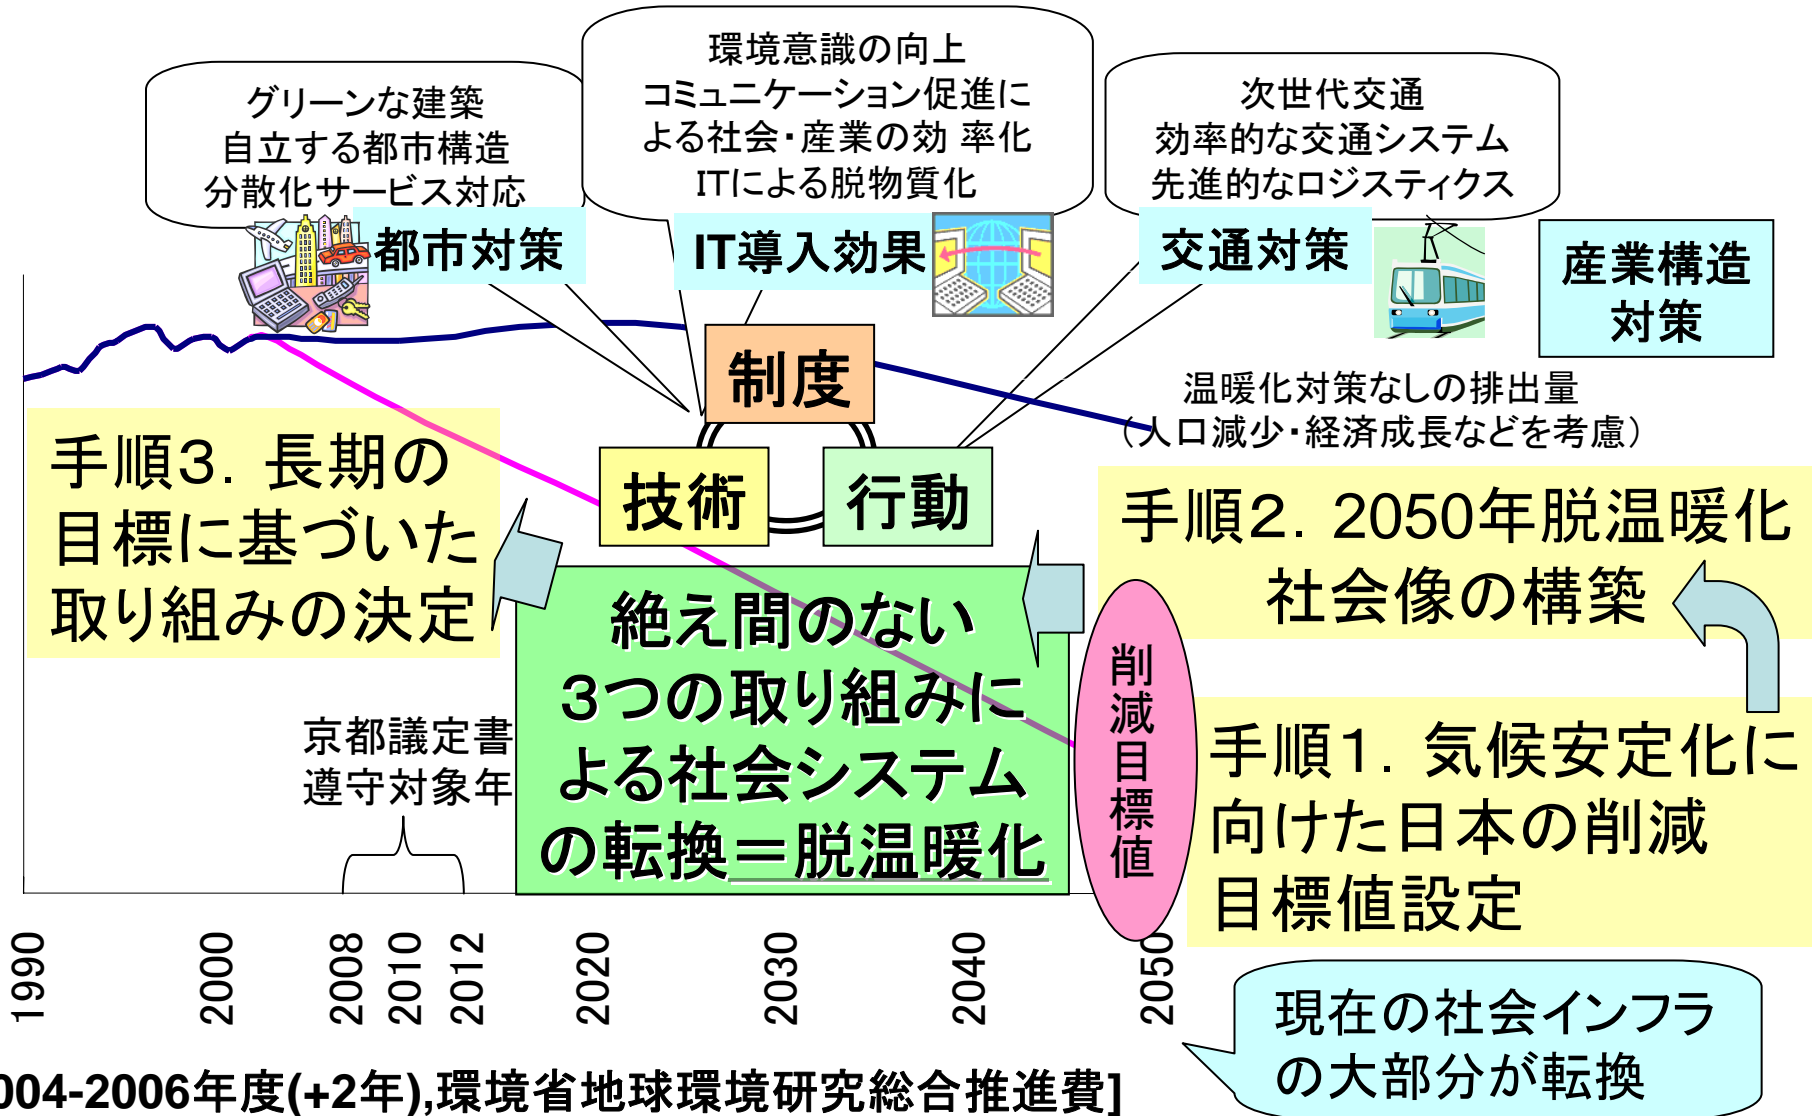 グリーンな建築
自立する都市構造
分散化サービス対応
環境意識の向上
コミュニケーション促進に
よる社会・産業の効 率化
ITによる脱物質化
次世代交通
効率的な交通システム
先進的なロジスティクス
都市対策
IT導入効果
交通対策
産業構造
対策
制度
技術
行動
温暖化対策なしの排出量
（人口減少・経済成長などを考慮）
手順３．長期の
目標に基づいた
取り組みの決定
手順２．2050年脱温暖化
社会像の構築
絶え間のない
３つの取り組みに
よる社会システム
の転換＝脱温暖化
削減目標値
手順１．気候安定化に
向けた日本の削減
目標値設定
京都議定書
遵守対象年
1990
2000
2008
2010
2012
2020
2030
2040
2050
現在の社会インフラ
の大部分が転換
004-2006年度(+2年),環境省地球環境研究総合推進費]